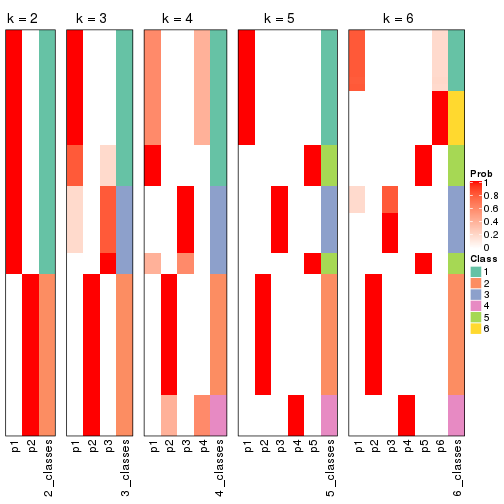 k = 2
k = 3
k = 4
k = 5
k = 6
p1
p2
2_classes
p1
p2
p3
3_classes
p1
p2
p3
p4
4_classes
p1
p2
p3
p4
p5
5_classes
p1
p2
p3
p4
p5
p6
6_classes
Prob
1
0.8
0.6
0.4
0.2
0
Class
1
2
3
4
5
6